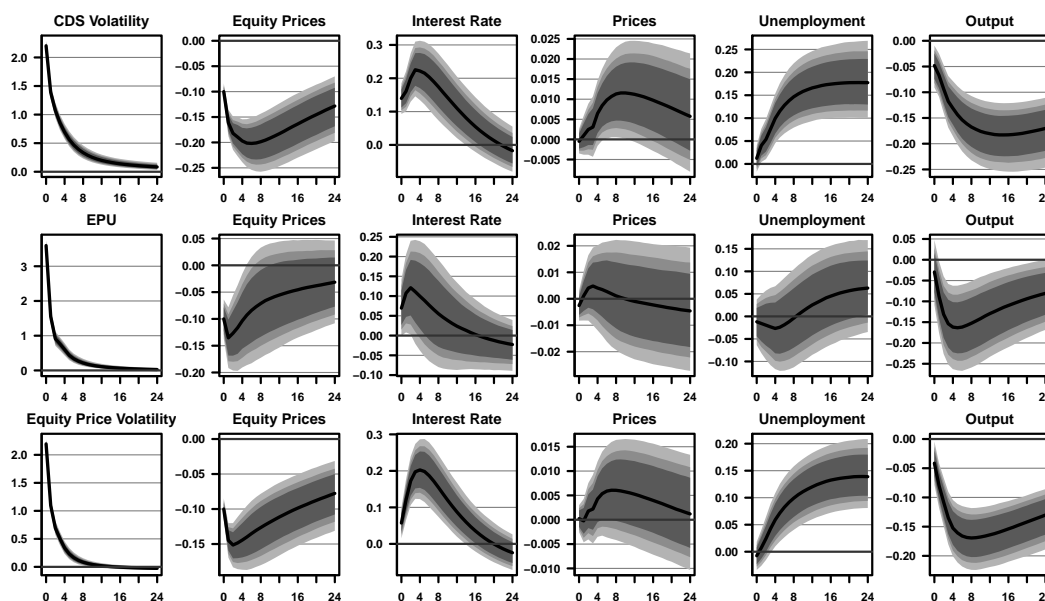 CDS Volatility Equity Prices Interest Rate Prices Unemployment Output
2.0 1.5 1.0 0.5 0.0
0.00 −0.05 −0.10 −0.15 −0.20 −0.25
0.3 0.2 0.1 0.0
0.025 0.020 0.015 0.010 0.005 0.000 −0.005
0.25 0.20 0.15 0.10 0.05 0.00
0.00 −0.05 −0.10 −0.15 −0.20 −0.25
0 4 8 16 24 0 4 8 16 24 0 4 8 16 24 0 4 8 16 24 0 4 8 16 24 0 4 8 16 24
EPU Equity Prices Interest Rate Prices Unemployment Output
3 2 1 0
0.05 0.00 −0.05 −0.10 −0.15 −0.20
0.25 0.20 0.15 0.10 0.05 0.00 −0.05 −0.10
0.02 0.01 0.00 −0.01 −0.02
0.15 0.10 0.05 0.00 −0.05 −0.10
0.05 0.00 −0.05 −0.10 −0.15 −0.20 −0.25
0 4 8 16 24 0 4 8 16 24 0 4 8 16 24 0 4 8 16 24 0 4 8 16 24 0 4 8 16 24
Equity Price Volatility Equity Prices Interest Rate Prices Unemployment Output
2.0 1.5 1.0 0.5 0.0
0.00 −0.05 −0.10 −0.15
0.3 0.2 0.1 0.0
0.015 0.010 0.005 0.000 −0.005 −0.010
0.20 0.15 0.10 0.05 0.00
0.00 −0.05 −0.10 −0.15 −0.20
0 4 8 16 24 0 4 8 16 24 0 4 8 16 24 0 4 8 16 24 0 4 8 16 24 0 4 8 16 24